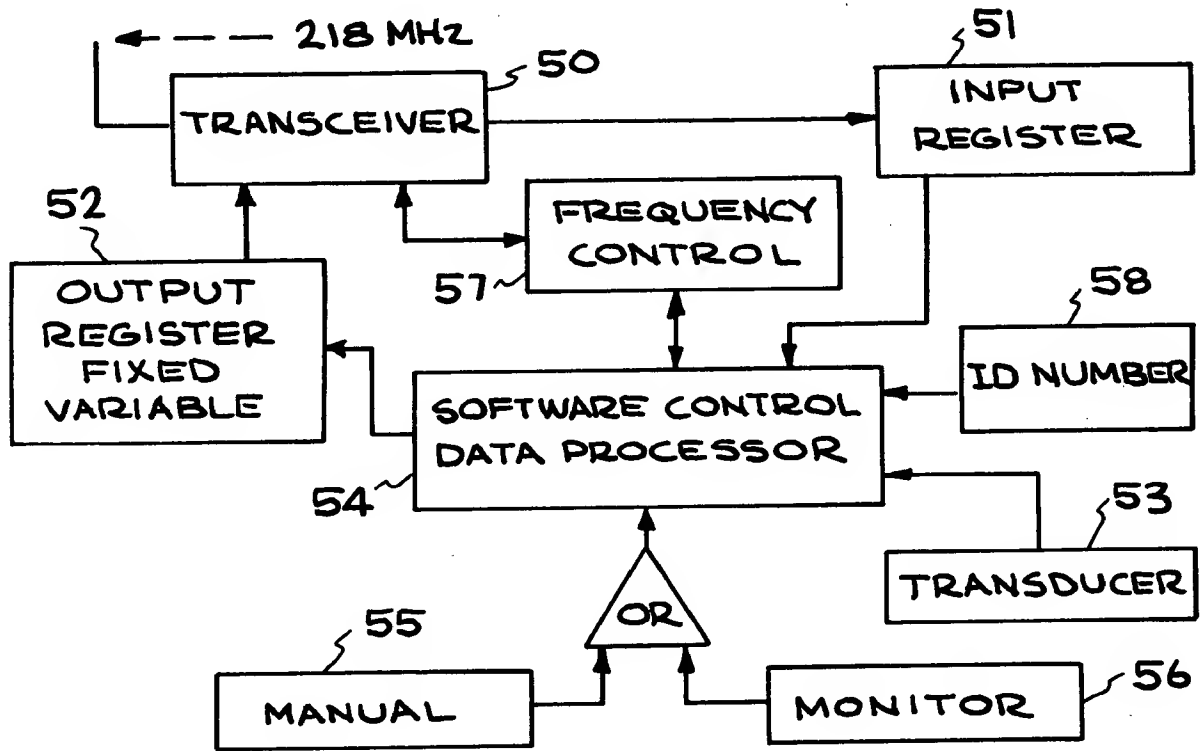 218 MHz
50
51
TRANSCEIVER
INPUT
REGISTER
52
FREQUENCY
CONTROL
57
OUTPUT
REGISTER
FIXED
VARIABLE
58
ID NUMBER
SOFTWARE CONTROL
DATA PROCESSOR
54
53
TRANSDUCER
OR
55
MANUAL
56
MONITOR